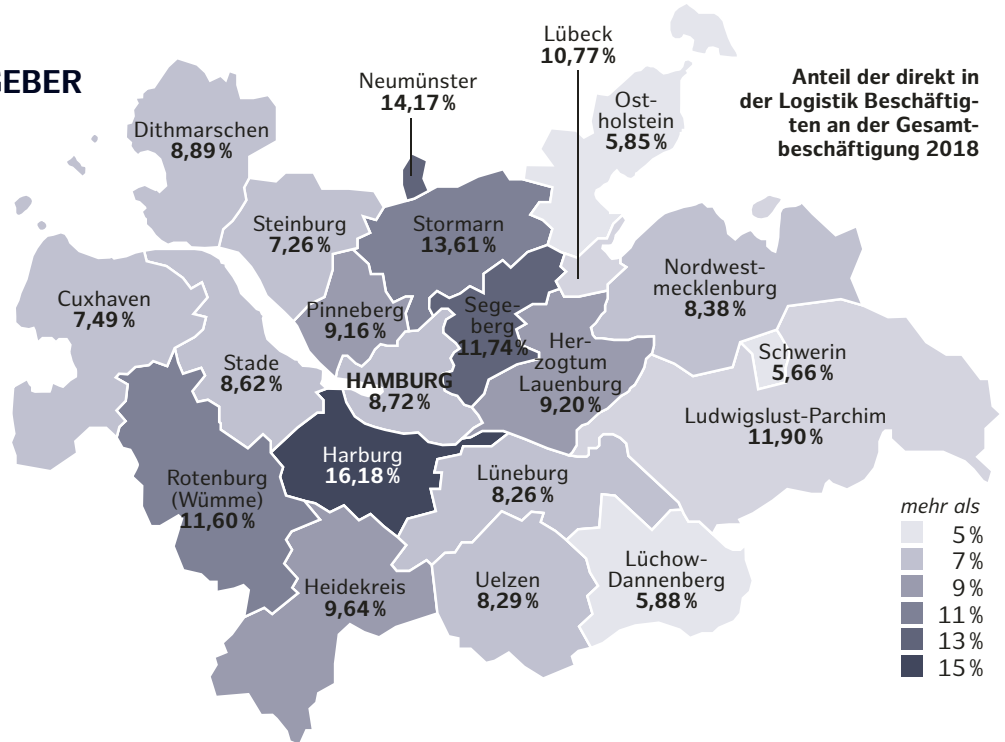 GEBER
Anteil der direkt in
der Logistik Beschäftig-
ten an der Gesamt-
beschäftigung 2018
Lübeck
10,77 %
Neumünster
14,17 %
Ost-
holstein
5,85 %
Dithmarschen
8,89 %
Steinburg
7,26 %
Stormarn
13,61 %
Nordwest-
mecklenburg
8,38 %
Cuxhaven
7,49 %
Pinneberg
9,16 %
Sege-
berg
11,74 %
Her-
zogtum
Lauenburg
9,20 %
Schwerin
5,66 %
Stade
8,62 %
HAMBURG
8,72 %
Ludwigslust-Parchim
11,90 %
Harburg
16,18 %
Rotenburg
(Wümme)
11,60 %
Lüneburg
8,26 %
Heidekreis
9,64 %
Uelzen
8,29 %
Lüchow-
Dannenberg
5,88 %
mehr als
5 %
7 %
9 %
11 %
13 %
15 %